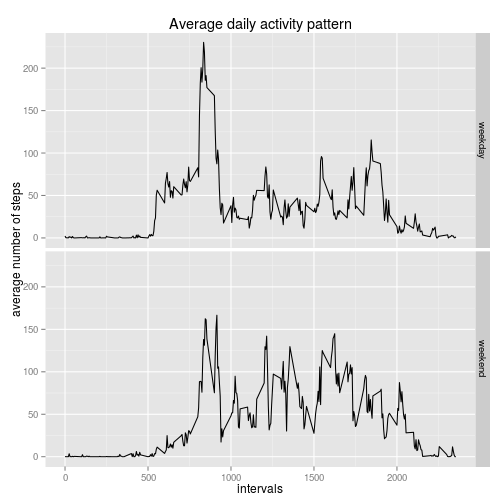 Average daily activity pattern
200
150
100
50
0
weekday
200
150
100
50
0
weekend
average number of steps
0 500 1000 1500 2000
intervals